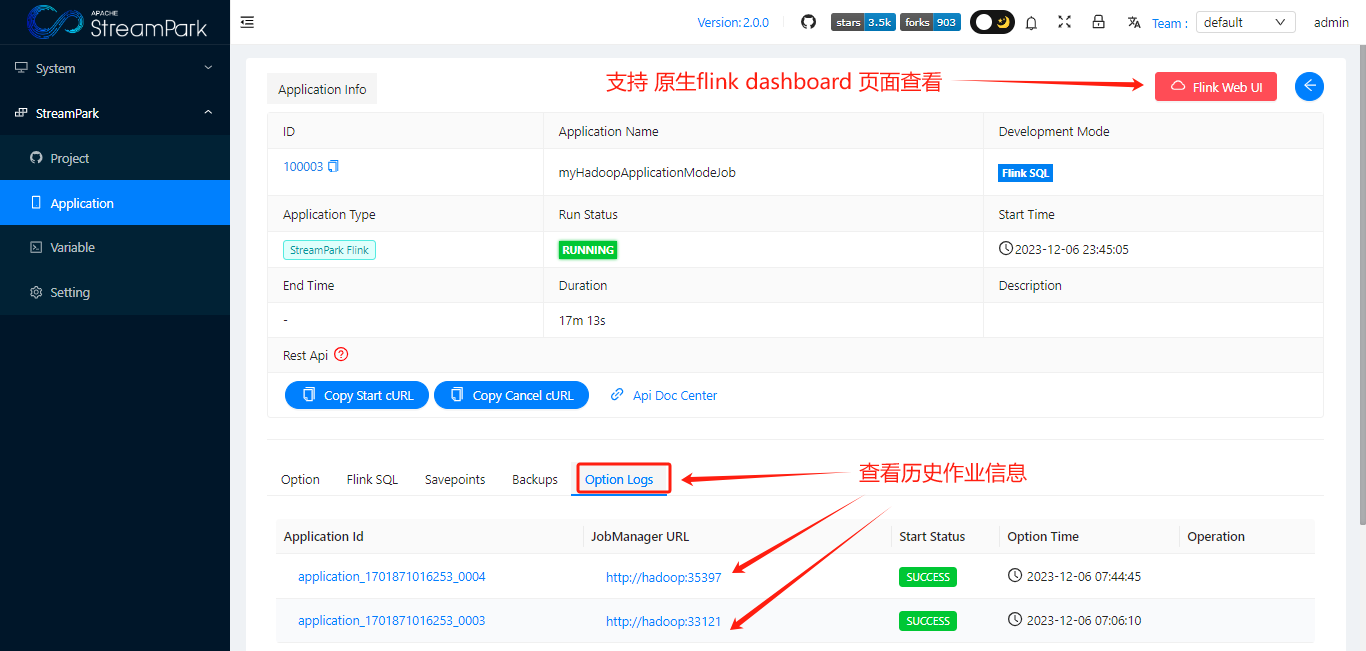 APACHE
StreamPark
Version: 2.0.0
stars 3.5k
forks 903
Team :
default
admin
System
StreamPark
Project
Application
Variable
Setting
Application Info
支持 原生flink dashboard 页面查看
Flink Web UI
ID
Application Name
Development Mode
100003
myHadoopApplicationModeJob
Flink SQL
Application Type
Run Status
Start Time
StreamPark Flink
RUNNING
2023-12-06 23:45:05
End Time
Duration
Description
-
17m 13s
Rest Api
Copy Start cURL
Copy Cancel cURL
Api Doc Center
Option
Flink SQL
Savepoints
Backups
Option Logs
查看历史作业信息
Application Id
JobManager URL
Start Status
Option Time
Operation
application_1701871016253_0004
http://hadoop:35397
SUCCESS
2023-12-06 07:44:45
application_1701871016253_0003
http://hadoop:33121
SUCCESS
2023-12-06 07:06:10